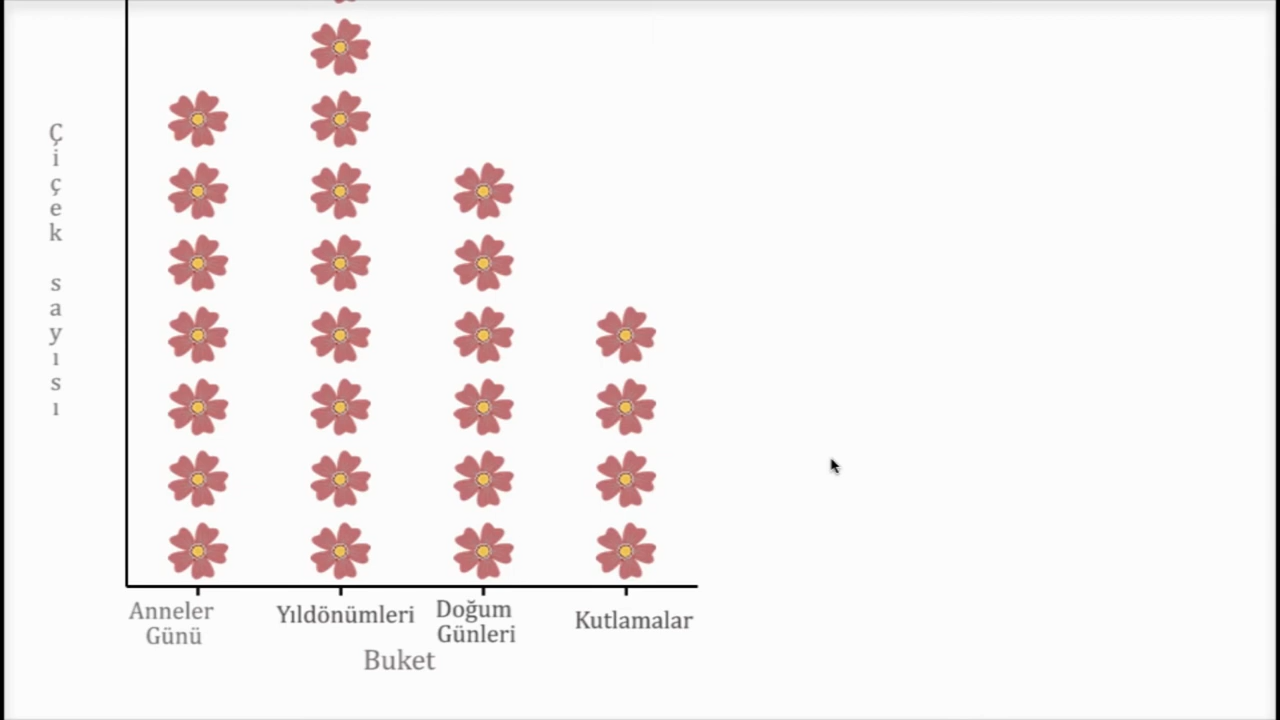 Çiçek sayısı
Anneler
Günü
Yıldönümleri
Doğum
Günleri
Kutlamalar
Buket